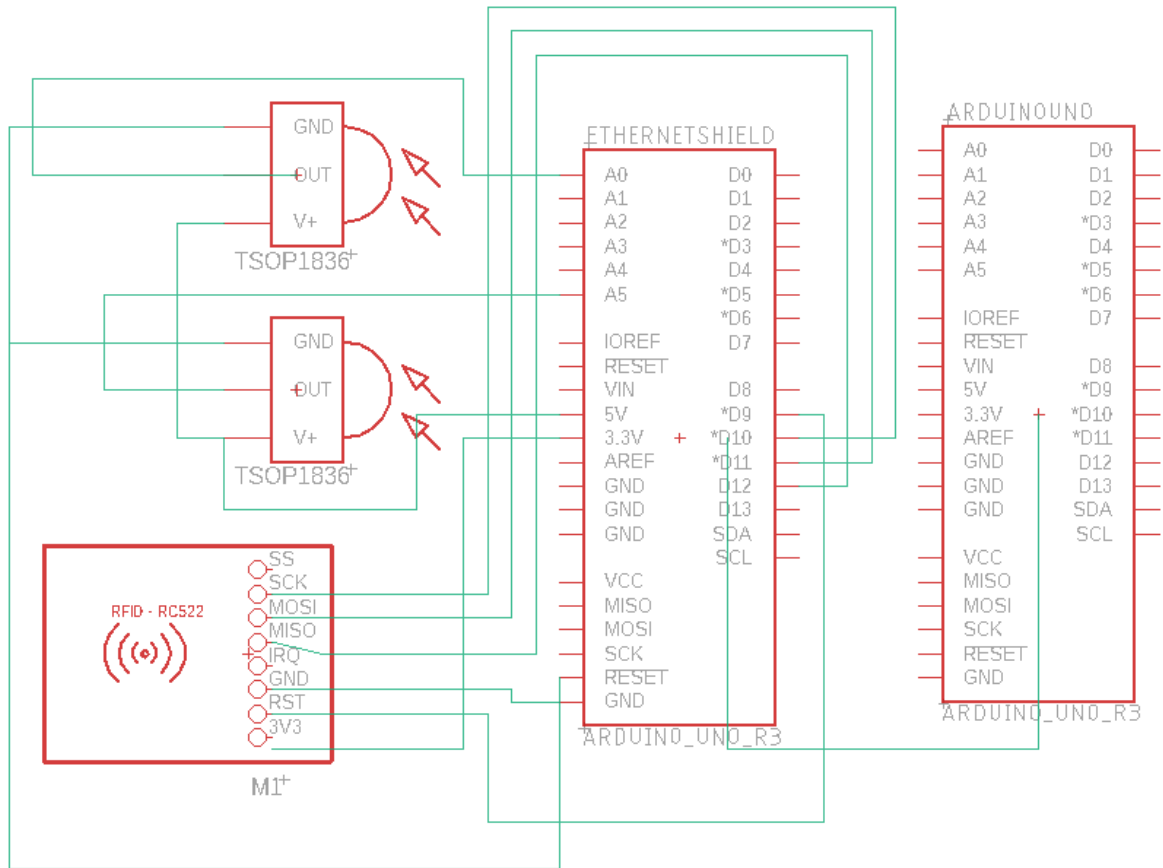 GND
OUT
V+
TSOP1836
GND
OUT
V+
TSOP1836
RFID - RC522
SS
SCK
MOSI
MISO
IRQ
GND
RST
3V3
M1
ETHERNETSHIELD
A0 D0
A1 D1
A2 D2
A3 *D3
A4 D4
A5 *D5
*D6
IOREF D7
RESET
VIN D8
5V *D9
3.3V *D10
AREF *D11
GND D12
GND D13
GND SDA
SCL
VCC
MISO
MOSI
SCK
RESET
GND
ARDUINO_UNO_R3
ARDUINOUNO
A0 D0
A1 D1
A2 D2
A3 *D3
A4 D4
A5 *D5
*D6
IOREF D7
RESET
VIN D8
5V *D9
3.3V *D10
AREF *D11
GND D12
GND D13
GND SDA
SCL
VCC
MISO
MOSI
SCK
RESET
GND
ARDUINO_UNO_R3